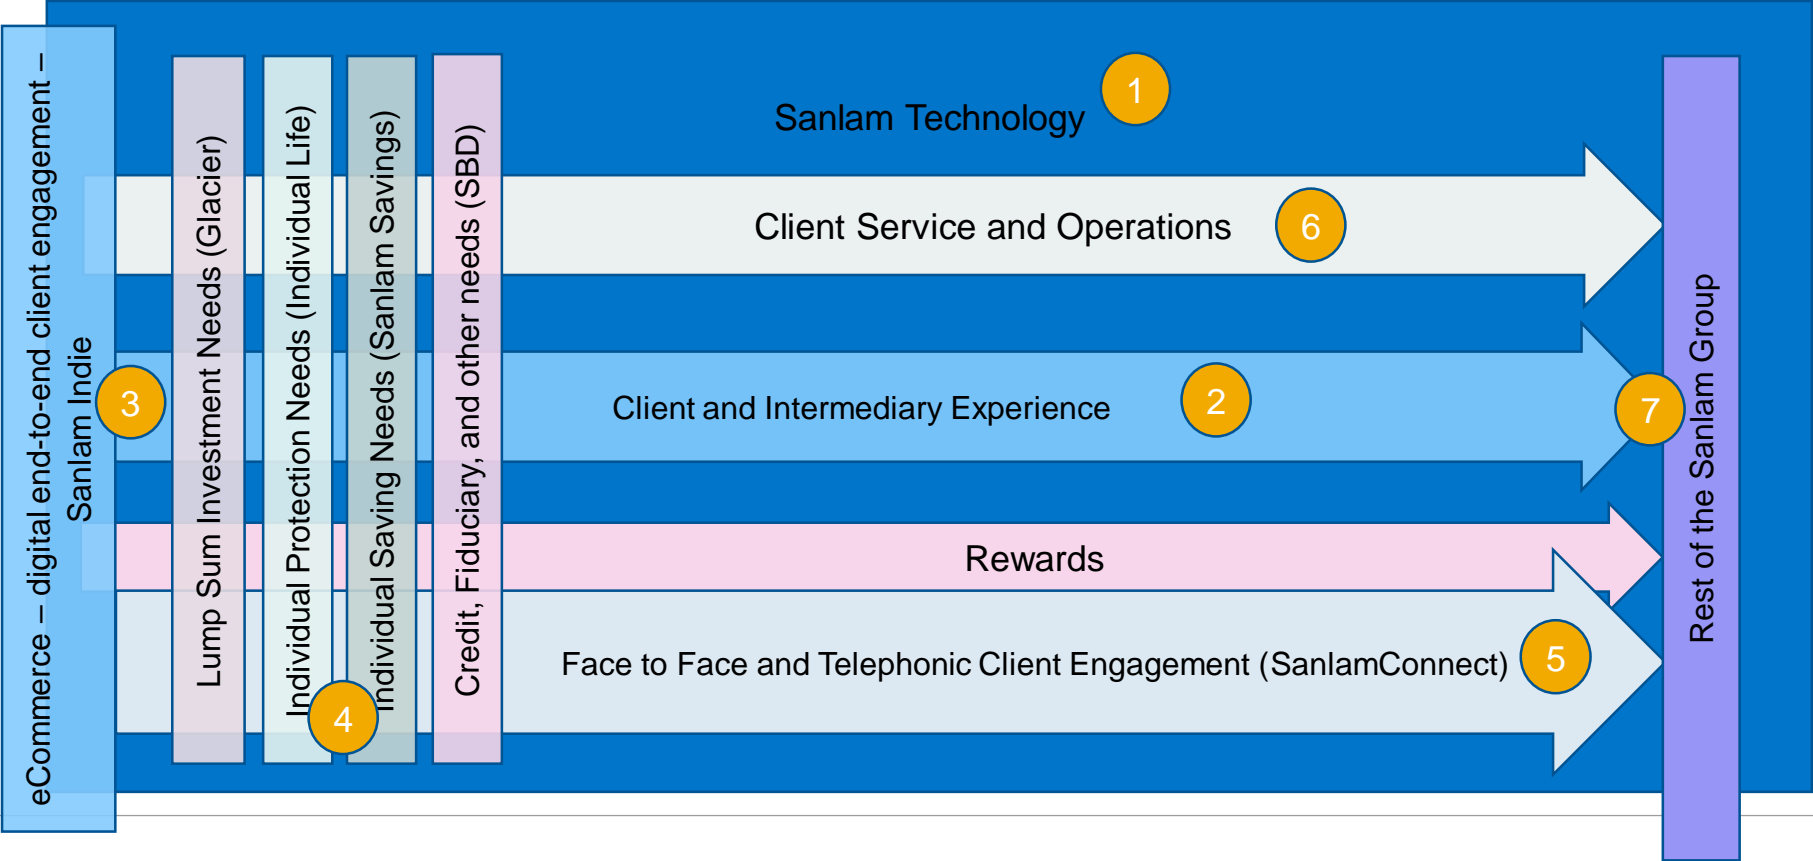 eCommerce – digital end-to-end client engagement –
Sanlam Indie
3
Lump Sum Investment Needs (Glacier)
Individual Protection Needs (Individual Life)
4
Individual Saving Needs (Sanlam Savings)
Credit, Fiduciary, and other needs (SBD)
Sanlam Technology
1
Client Service and Operations
6
Client and Intermediary Experience
2
Rewards
Face to Face and Telephonic Client Engagement (SanlamConnect)
5
7
Rest of the Sanlam Group